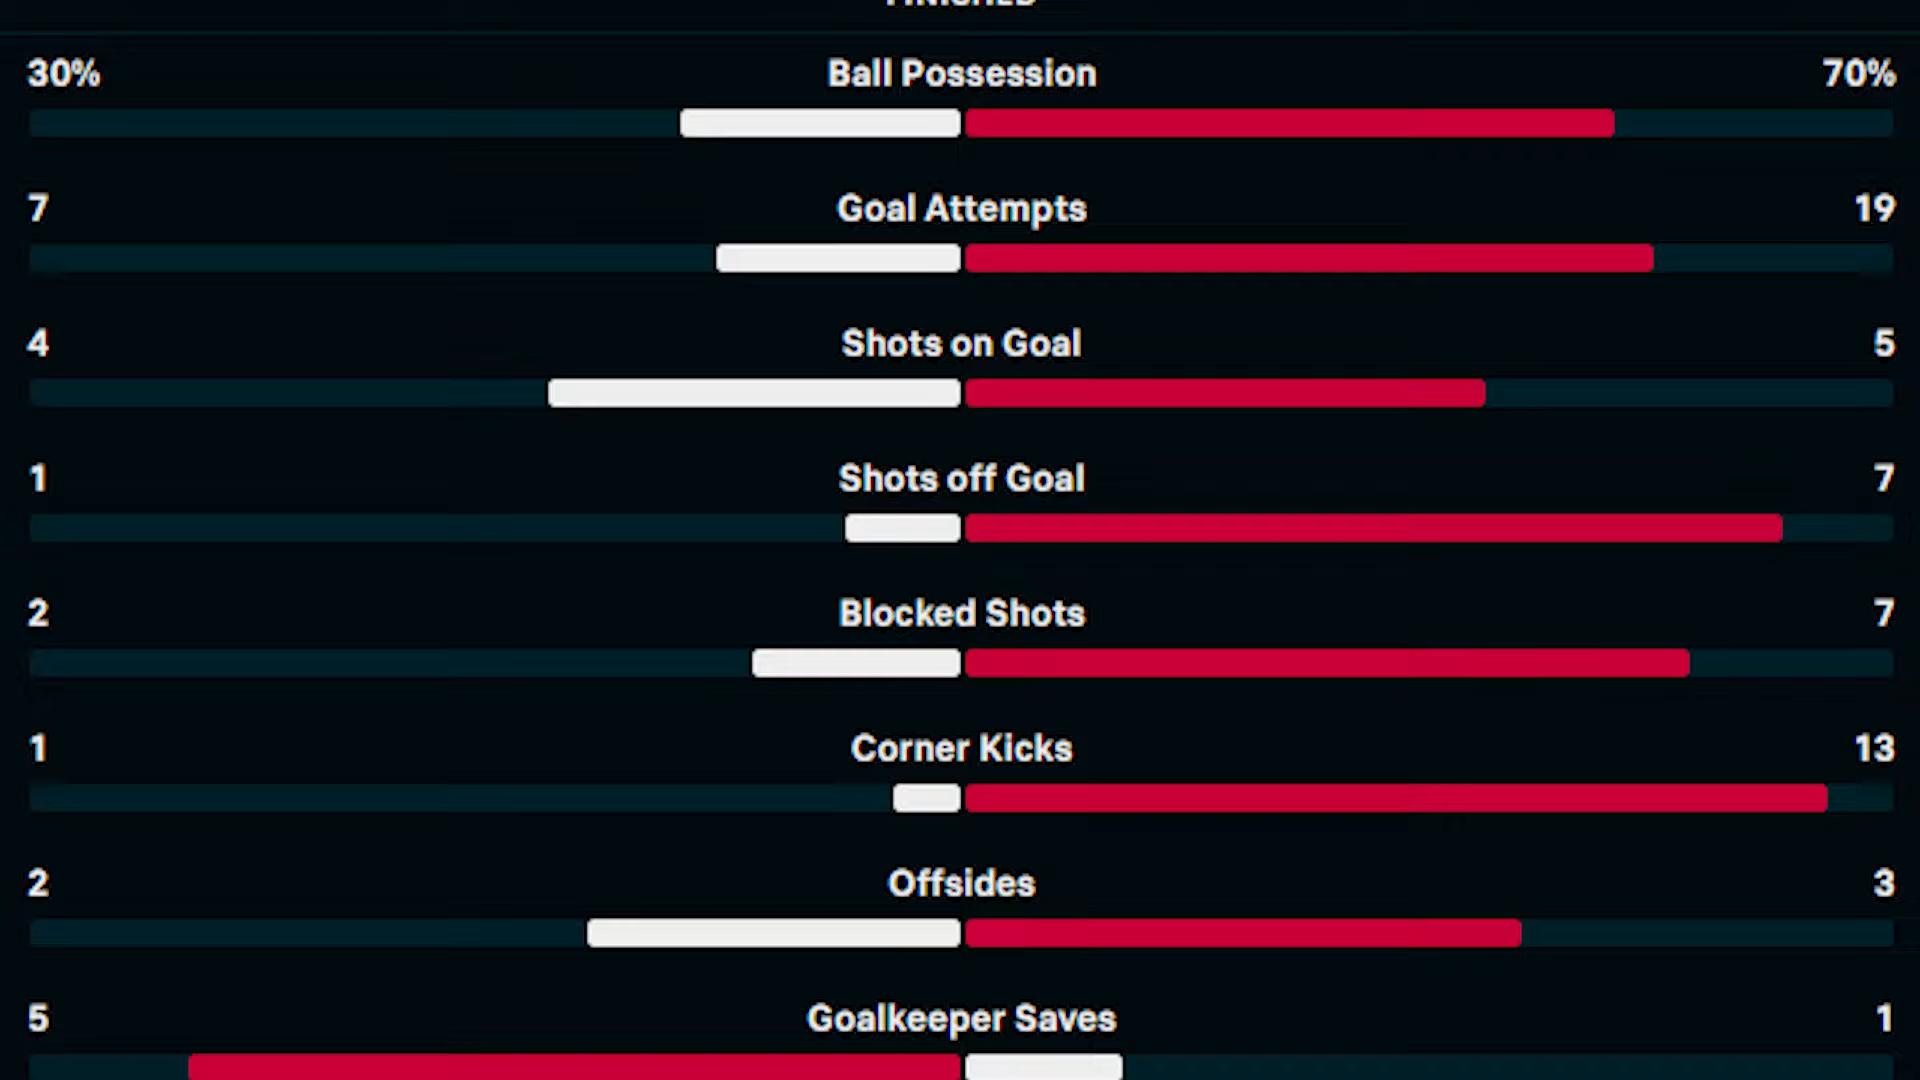 FINISHED
30% Ball Possession 70%
7 Goal Attempts 19
4 Shots on Goal 5
1 Shots off Goal 7
2 Blocked Shots 7
1 Corner Kicks 13
2 Offsides 3
5 Goalkeeper Saves 1